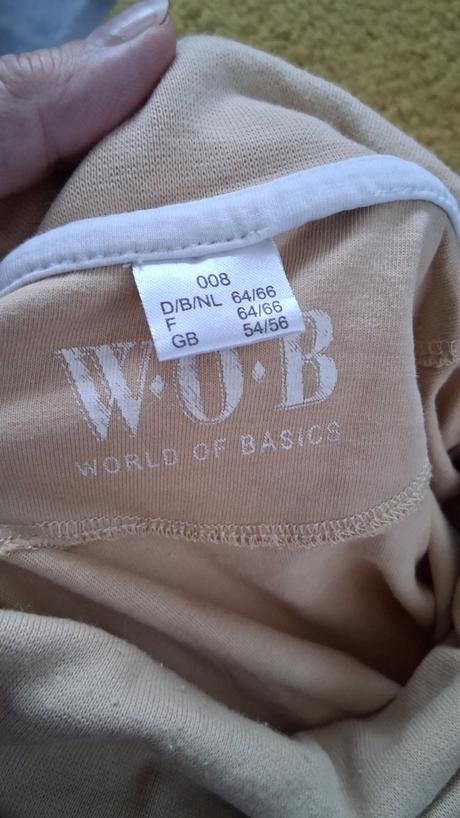 008
D/B/NL 64/66
F 64/66
GB 54/56
W·O·B
WORLD OF BASICS